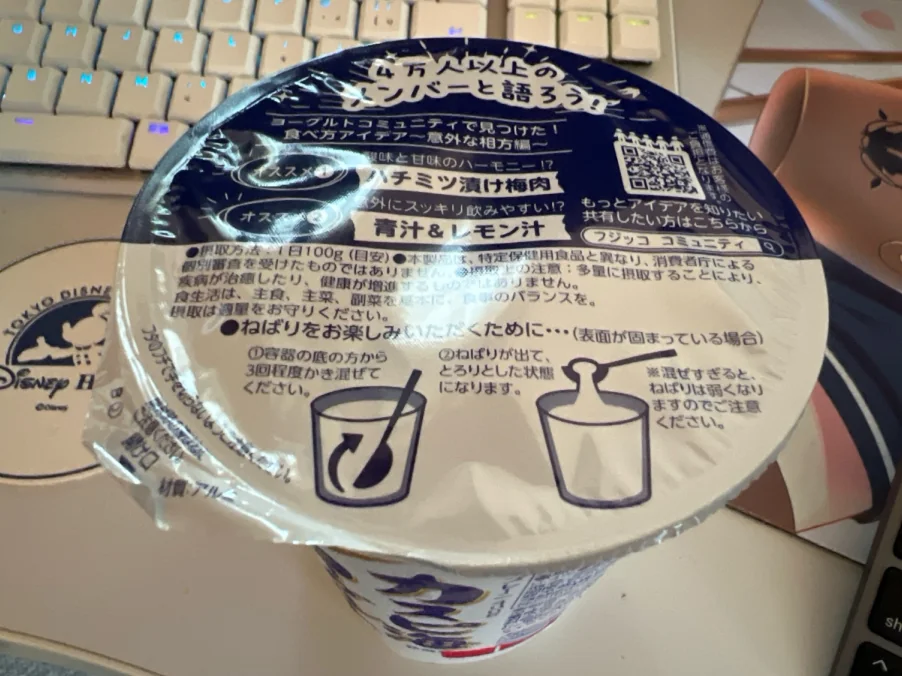 4万人以上の
メンバーと語ろう!
ヨーグルトコミュニティで見つけた!
食べ方アイデア〜意外な相方編〜
オススメ①
酸味と甘味のハーモニー!?
ハチミツ漬け梅肉
オススメ②
意外にスッキリ飲みやすい!?
青汁&レモン汁
もっとアイデアを知りたい
共有したい方はこちらから
フジッコ コミュニティ
●摂取方法:1日100g(目安)●本製品は、特定保健用食品と異なり、消費者庁による
個別審査を受けたものではありません。●摂取上の注意:多量に摂取することにより、
疾病が治癒したり、健康が増進するものではありません。
食生活は、主食、主菜、副菜を基本に、食事のバランスを。
摂取は適量をお守りください。
●ねばりをお楽しみいただくために…(表面が固まっている場合)
①容器の底の方から
3回程度かき混ぜて
ください。
②ねばりが出て、
とろりとした状態
になります。
※混ぜすぎると、
ねばりは弱くなり
ますのでご注意
ください。
材質:アルミ
カスピ海
TOKYO DISNE
Disney H
©Disney
sh